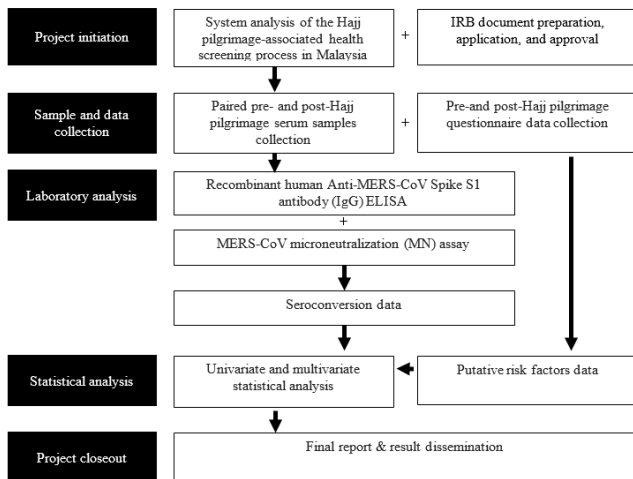 Project initiation
System analysis of the Hajj
pilgrimage-associated health
screening process in Malaysia
+
IRB document preparation,
application, and approval
Sample and data
collection
Paired pre- and post-Hajj
pilgrimage serum samples
collection
+
Pre-and post-Hajj pilgrimage
questionnaire data collection
Laboratory analysis
Recombinant human Anti-MERS-CoV Spike S1
antibody (IgG) ELISA
+
MERS-CoV microneutralization (MN) assay
Seroconversion data
Statistical analysis
Univariate and multivariate
statistical analysis
Putative risk factors data
Project closeout
Final report & result dissemination